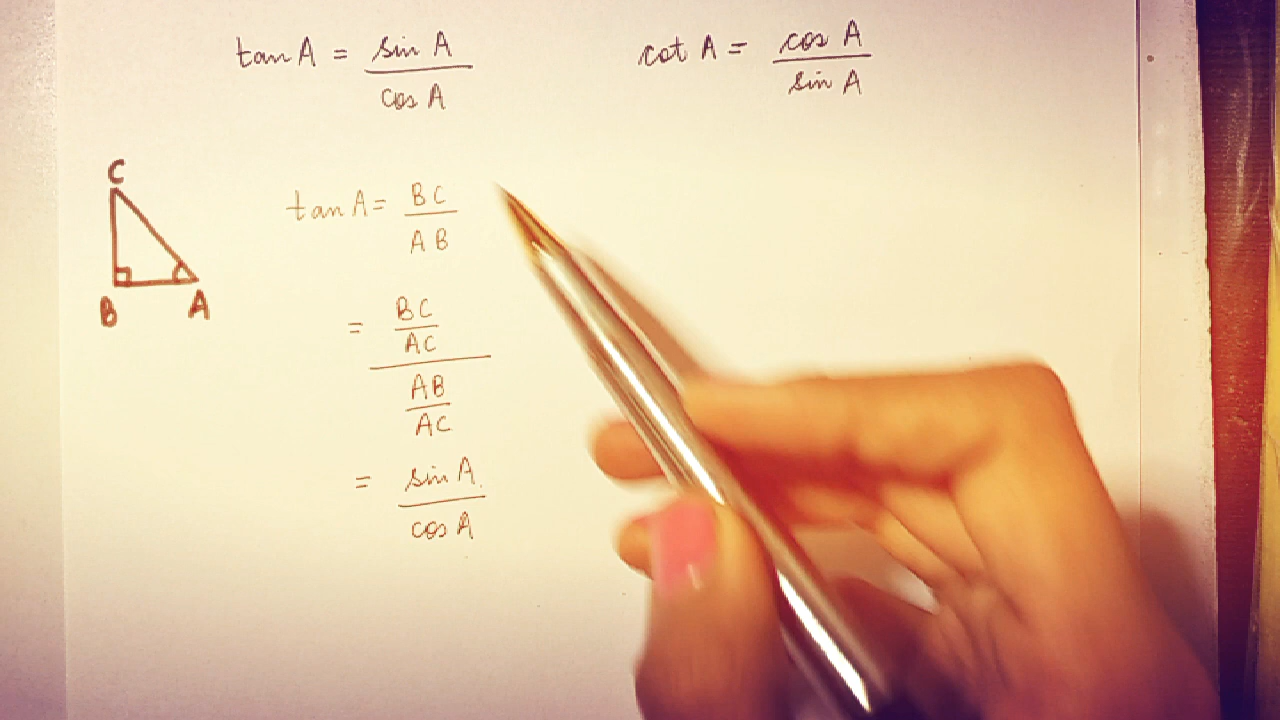 tan A = sin A / cos A
cot A = cos A / sin A
C
B A
tan A = BC / AB
= BC/AC / AB/AC
= sin A / cos A